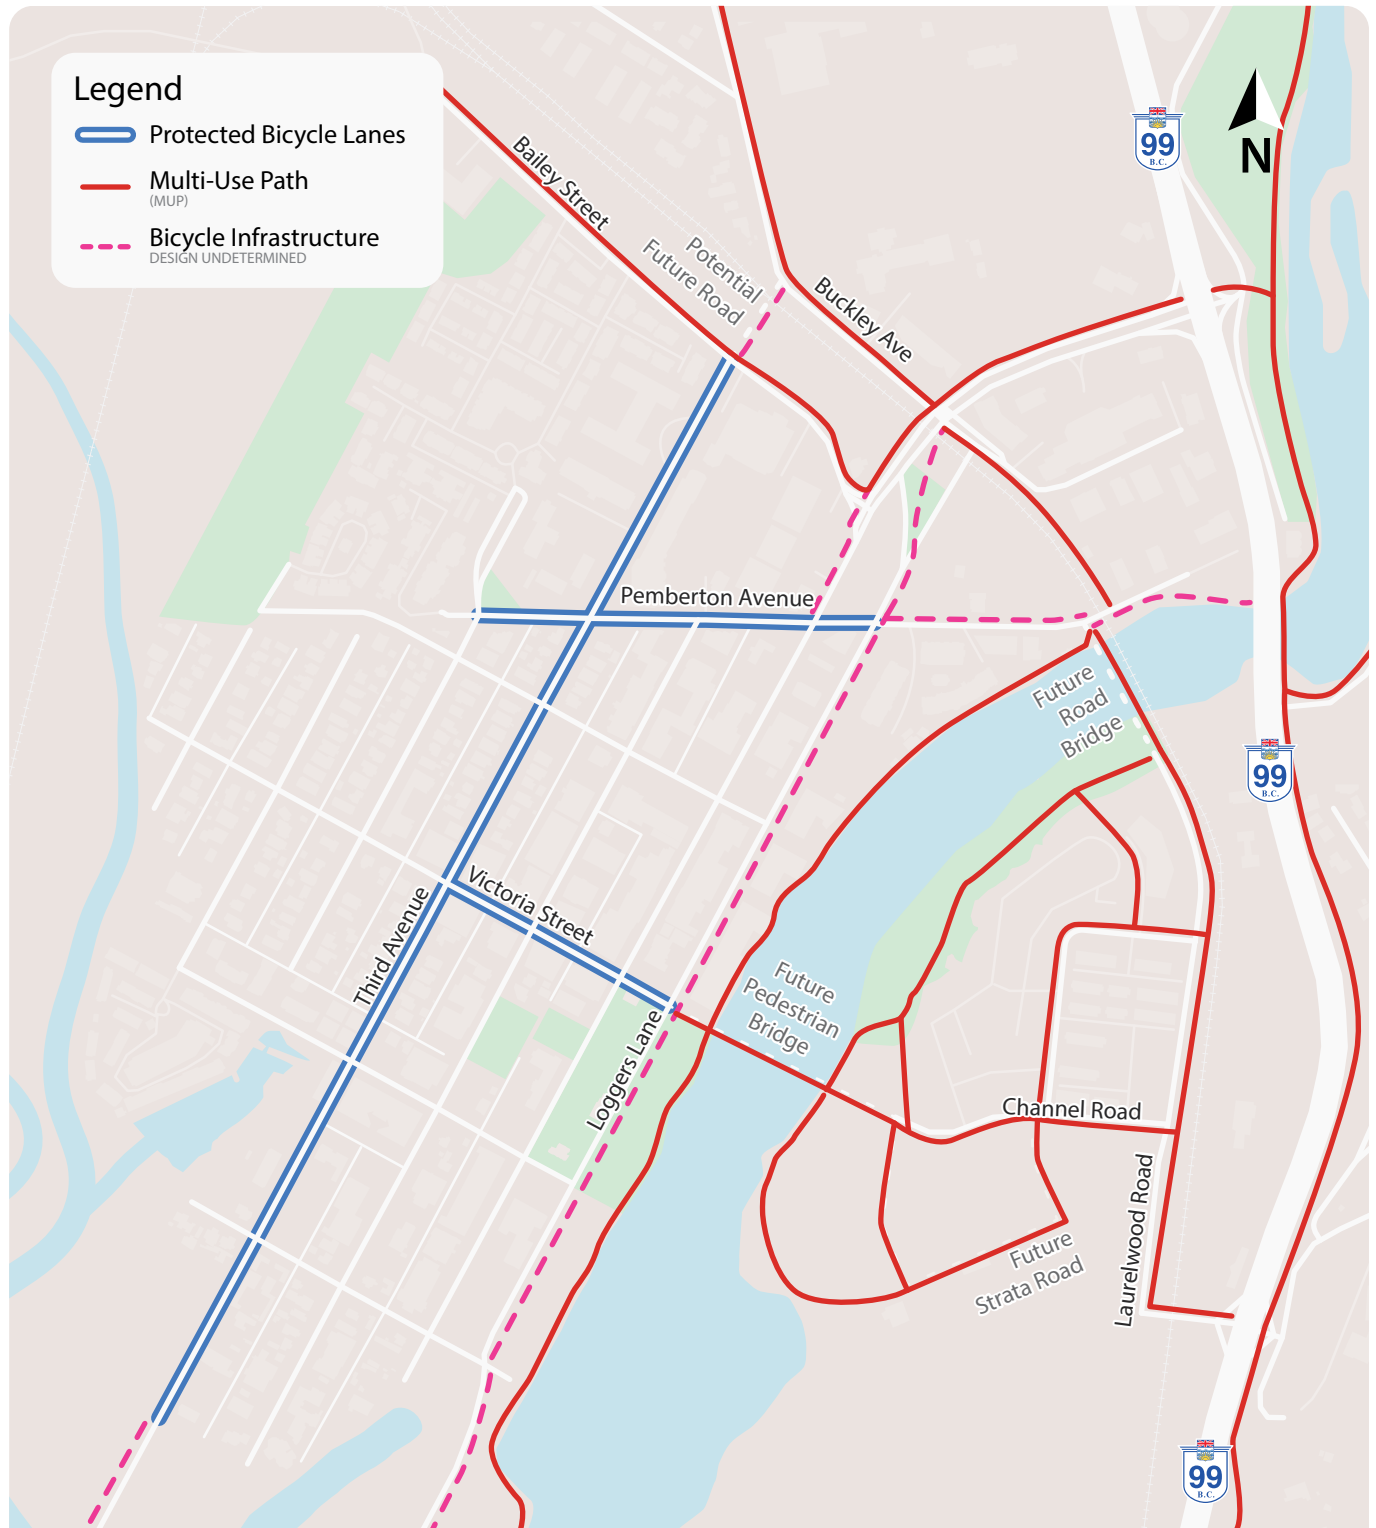 Legend
Protected Bicycle Lanes
Multi-Use Path
(MUP)
Bicycle Infrastructure
DESIGN UNDETERMINED
Bailey Street
99
B.C.
N
Potential
Future Road
Buckley Ave
Pemberton Avenue
Future
Road
Bridge
99
B.C.
Victoria Street
Third Avenue
Future
Pedestrian
Bridge
Loggers Lane
Channel Road
Laurelwood Road
Future
Strata Road
99
B.C.